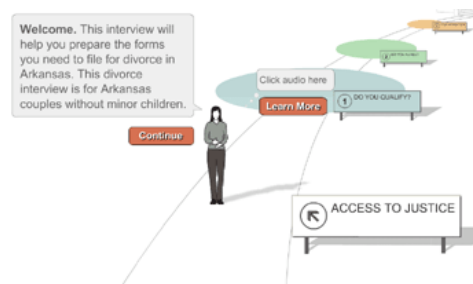 Welcome. This interview will
help you prepare the forms
you need to file for divorce in
Arkansas. This divorce
interview is for Arkansas
couples without minor children.
Continue
Click audio here
Learn More
1 DO YOU QUALIFY?
ACCESS TO JUSTICE